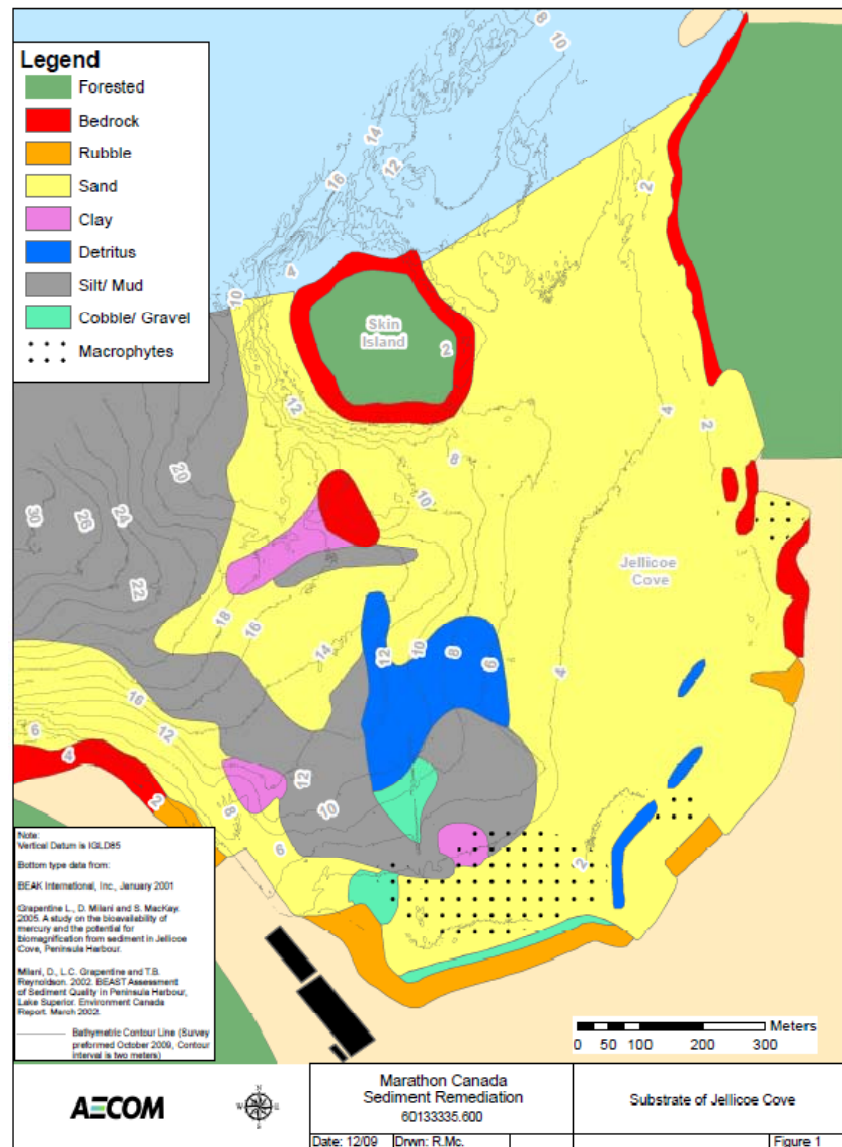 Legend
Forested
Bedrock
Rubble
Sand
Clay
Detritus
Silt/ Mud
Cobble/ Gravel
Macrophytes
8
10
14
12
16
4
10
Skin
Island
2
2
12
4
2
8
10
20
24
26
30
22
Jellicoe
Cove
18
16
14
12
10
8
6
4
16
12
6
4
2
12
10
8
6
2
Note:
Vertical Datum is IGLD85
Bottom type data from:
BEAK International, Inc., January 2001
Grapentine L., D. Milani and S. MacKay.
2005. A study on the bioavailability of
mercury and the potential for
biomagnification from sediment in Jellicoe
Cove, Peninsula Harbour.
Milani, D., L.C. Grapentine and T.B.
Reynoldson. 2002. BEAST Assessment
of Sediment Quality in Peninsula Harbour,
Lake Superior. Environment Canada
Report. March 2002.
Bathymetric Contour Line (Survey
preformed October 2009, Contour
interval is two meters)
Meters
0 50 100 200 300
AECOM
N
W E
S
Marathon Canada
Sediment Remediation
60133335.600
Substrate of Jellicoe Cove
Date: 12/09 Drwn: R.Mc. Figure 1